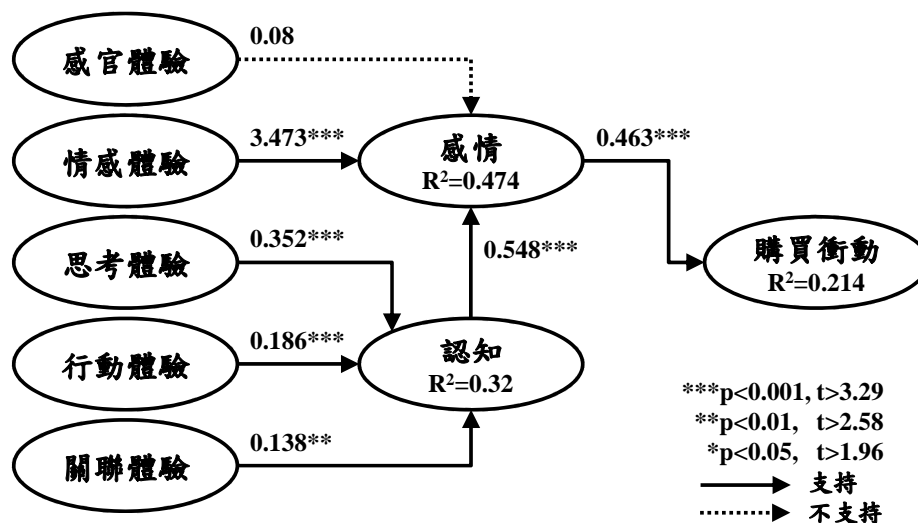 感官體驗
0.08
情感體驗
3.473***
感情
R²=0.474
0.463***
思考體驗
0.352***
0.548***
購買衝動
R²=0.214
行動體驗
0.186***
認知
R²=0.32
關聯體驗
0.138**
***p<0.001, t>3.29
**p<0.01, t>2.58
*p<0.05, t>1.96
支持
不支持